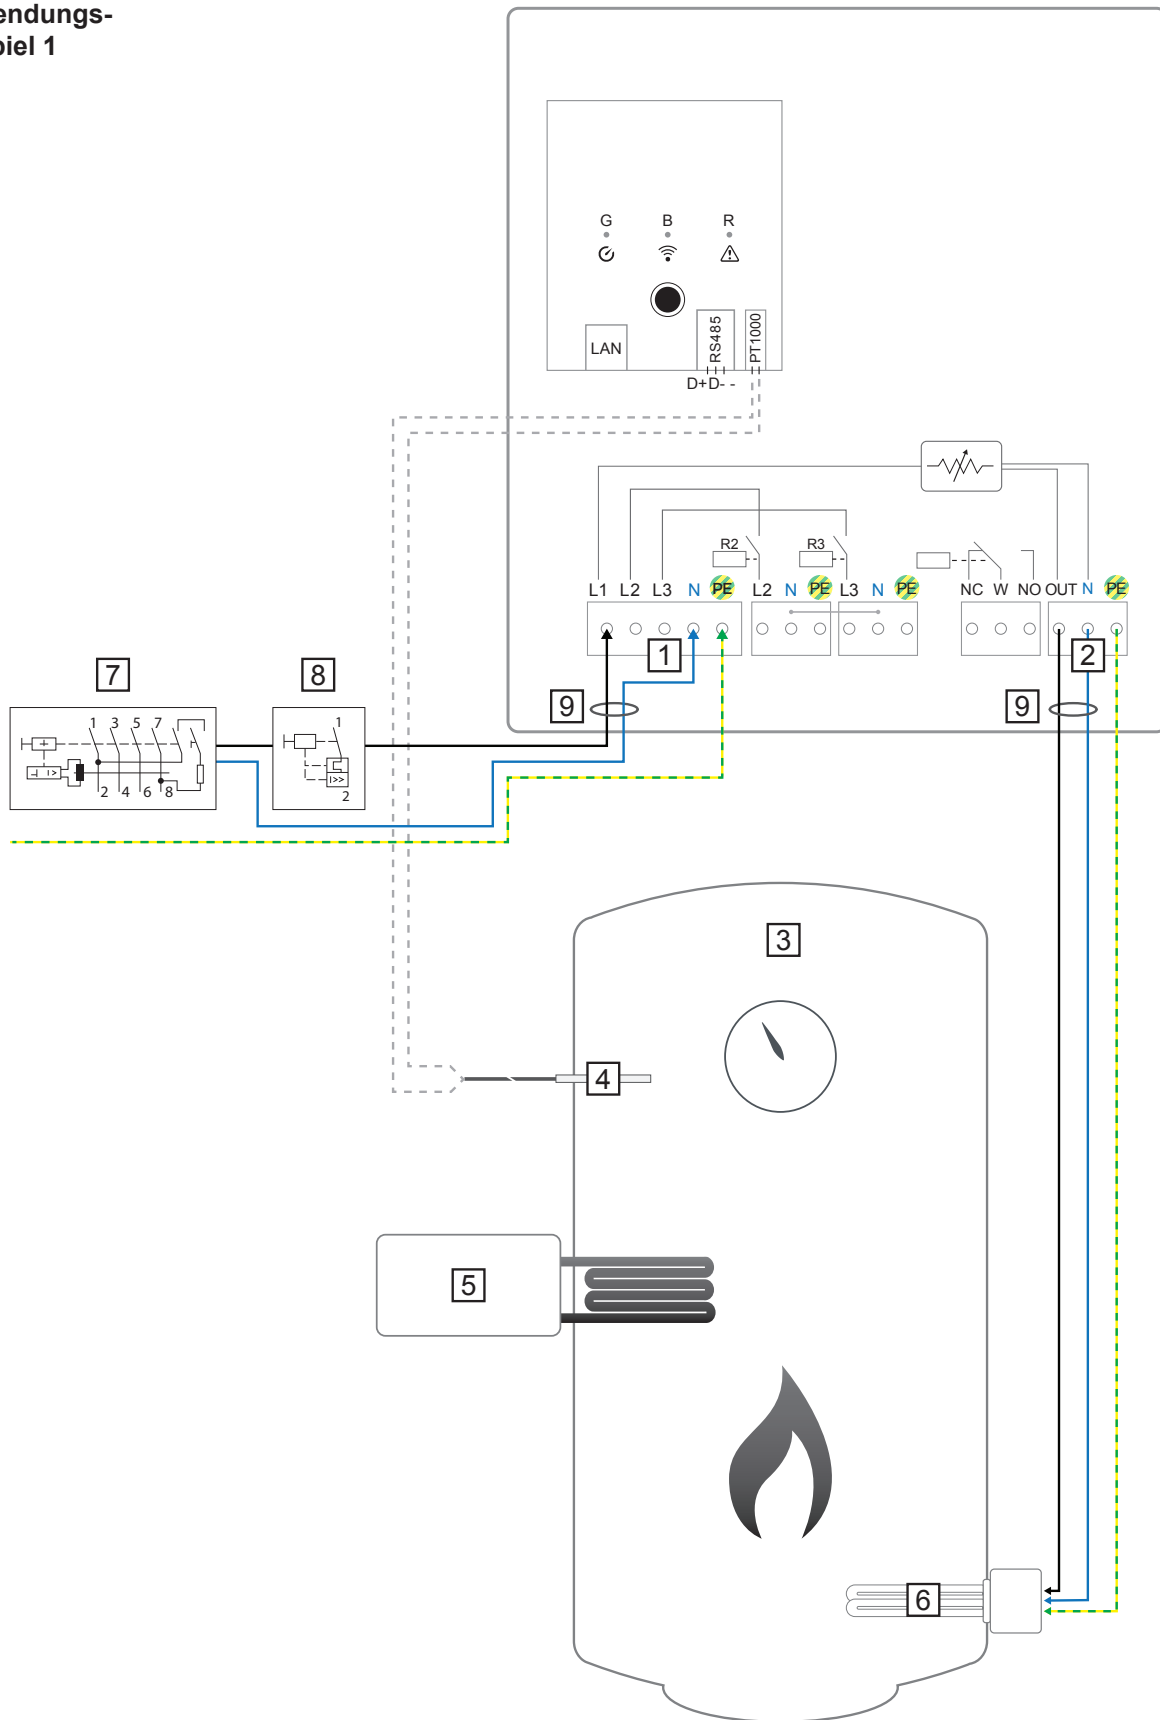 endungs-
piel 1
G B R
LAN
RS485
PT1000
D+D- -
R2 R3
L1 L2 L3 N PE L2 N PE L3 N PE NC W NO OUT N PE
1 2
7 8
9 9
1 3 5 7
I >
2 4 6 8
1
I>>
2
3
4
5
6